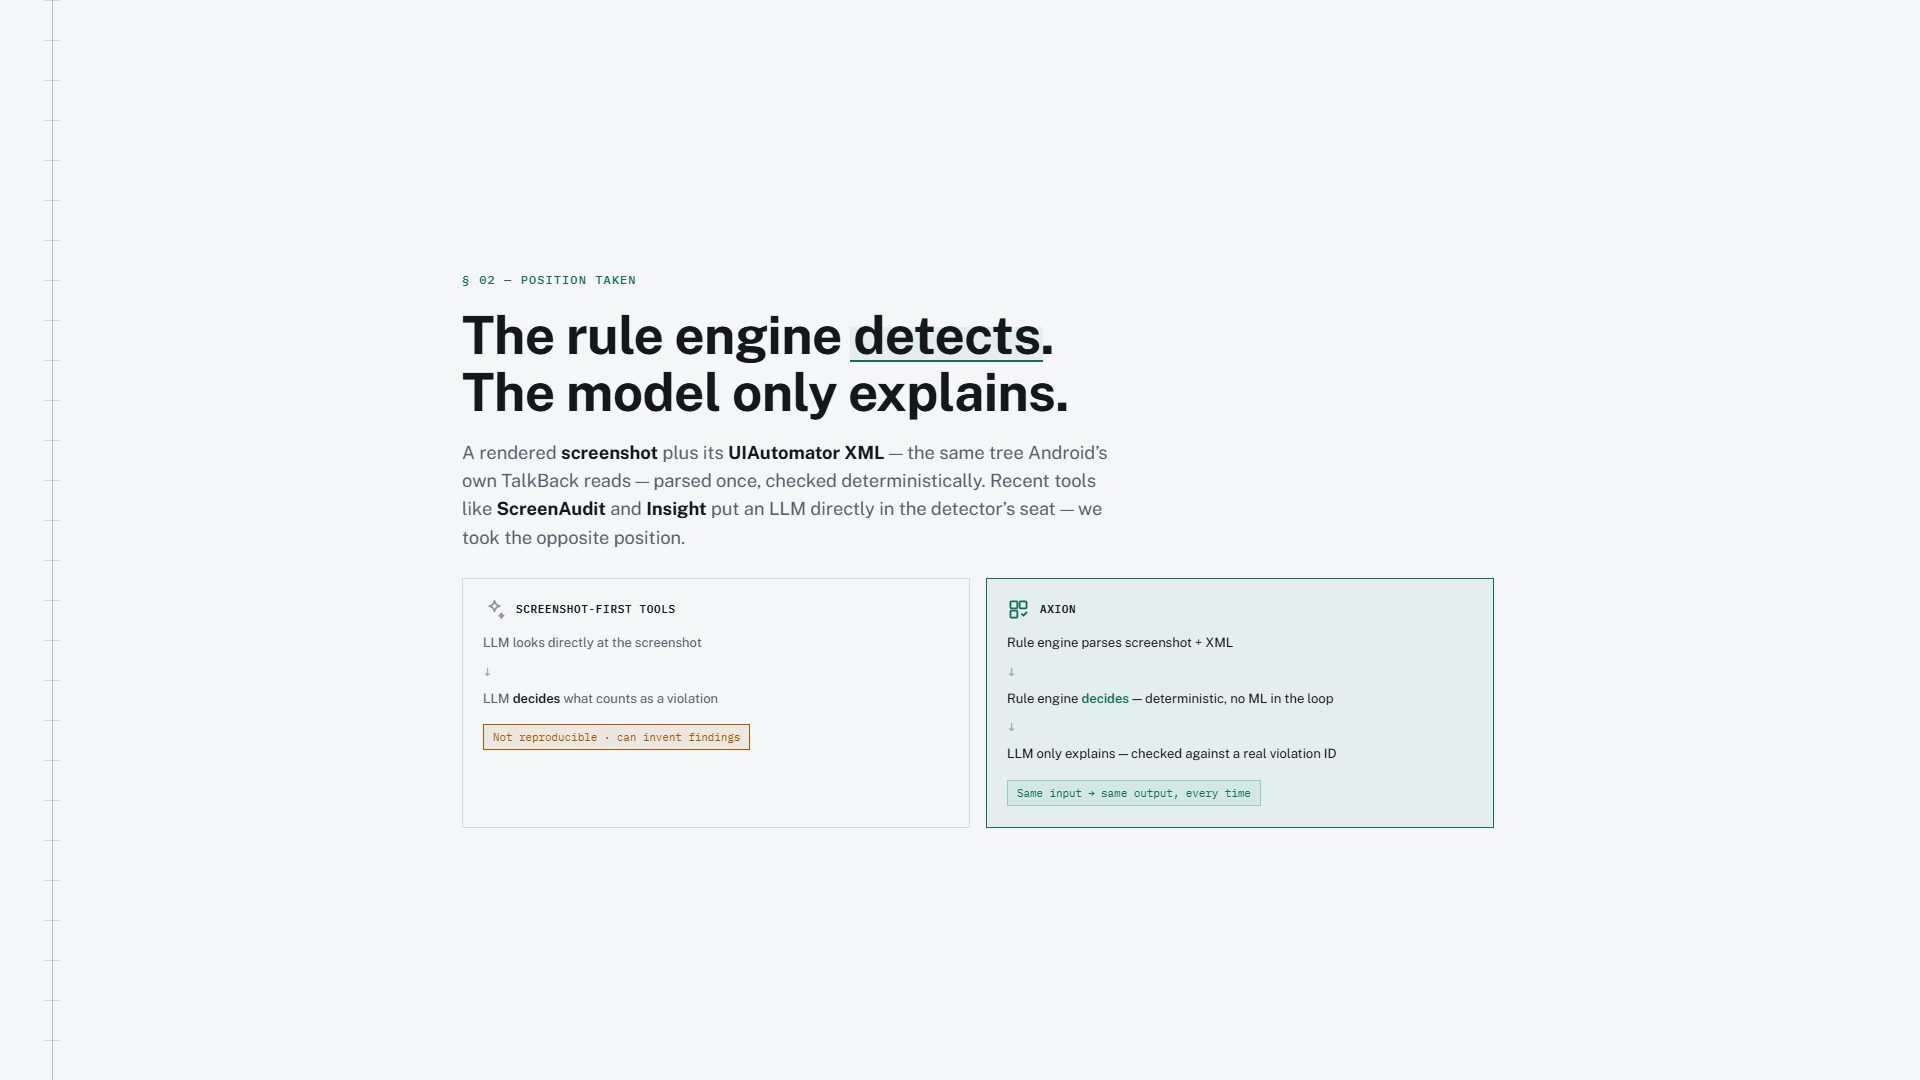 § 02 — POSITION TAKEN
The rule engine detects.
The model only explains.
A rendered screenshot plus its UIAutomator XML — the same tree Android’s
own TalkBack reads — parsed once, checked deterministically. Recent tools
like ScreenAudit and Insight put an LLM directly in the detector’s seat — we
took the opposite position.
SCREENSHOT-FIRST TOOLS
LLM looks directly at the screenshot
↓
LLM decides what counts as a violation
Not reproducible · can invent findings
AXION
Rule engine parses screenshot + XML
↓
Rule engine decides — deterministic, no ML in the loop
↓
LLM only explains — checked against a real violation ID
Same input → same output, every time